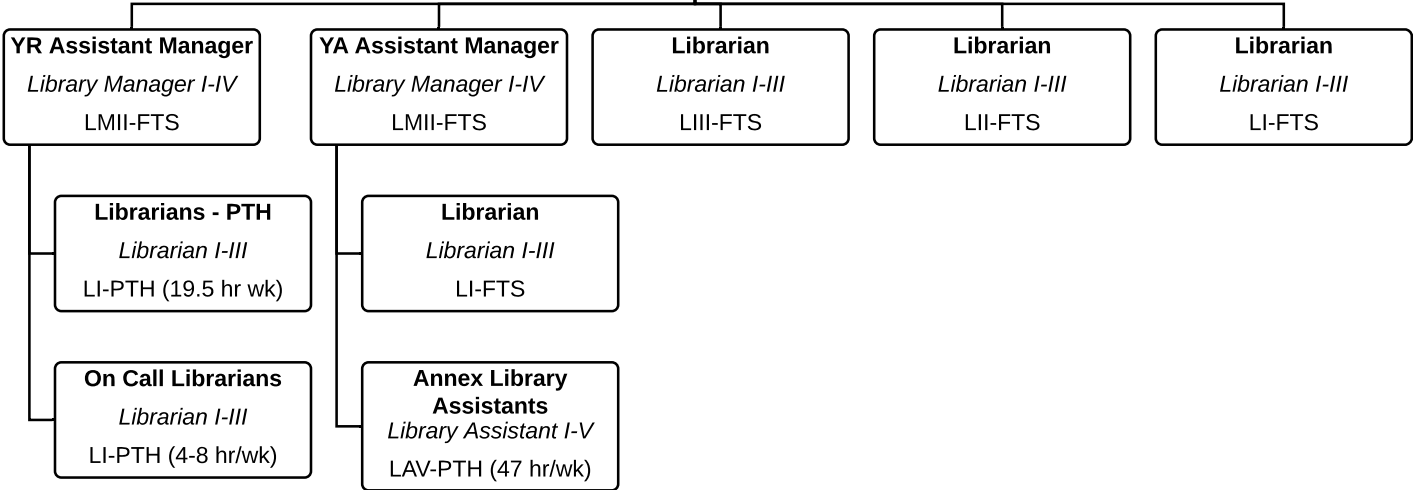 YR Assistant Manager
Library Manager I-IV
LMII-FTS
YA Assistant Manager
Library Manager I-IV
LMII-FTS
Librarian
Librarian I-III
LIII-FTS
Librarian
Librarian I-III
LII-FTS
Librarian
Librarian I-III
LI-FTS
Librarians - PTH
Librarian I-III
LI-PTH (19.5 hr wk)
Librarian
Librarian I-III
LI-FTS
On Call Librarians
Librarian I-III
LI-PTH (4-8 hr/wk)
Annex Library
Assistants
Library Assistant I-V
LAV-PTH (47 hr/wk)